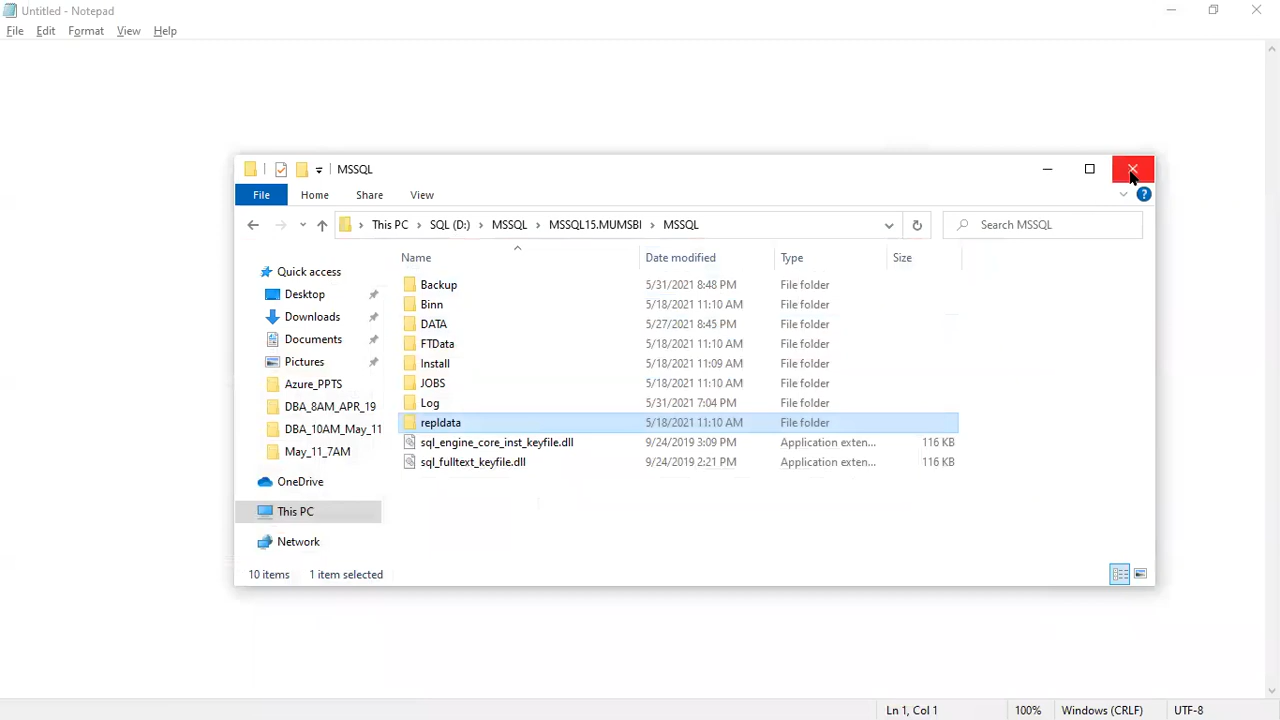 Untitled - Notepad
File Edit Format View Help
MSSQL
File Home Share View
This PC SQL (D:) MSSQL MSSQL15.MUMSBI MSSQL Search MSSQL
Name Date modified Type Size
Quick access
Desktop
Downloads
Documents
Pictures
Azure_PPTS
DBA_8AM_APR_19
DBA_10AM_May_11
May_11_7AM
OneDrive
This PC
Network
Backup 5/31/2021 8:48 PM File folder
Binn 5/18/2021 11:10 AM File folder
DATA 5/27/2021 8:45 PM File folder
FTData 5/18/2021 11:10 AM File folder
Install 5/18/2021 11:09 AM File folder
JOBS 5/18/2021 11:10 AM File folder
Log 5/31/2021 7:04 PM File folder
repldata 5/18/2021 11:10 AM File folder
sql_engine_core_inst_keyfile.dll 9/24/2019 3:09 PM Application exten... 116 KB
sql_fulltext_keyfile.dll 9/24/2019 2:21 PM Application exten... 116 KB
10 items 1 item selected
Ln 1, Col 1 100% Windows (CRLF) UTF-8